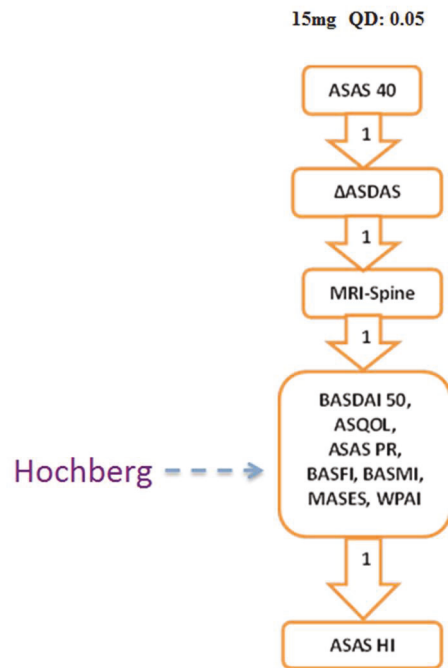 15mg QD: 0.05
ASAS 40
1
ΔASDAS
1
MRI-Spine
1
BASDAI 50,
ASQOL,
ASAS PR,
BASFI, BASMI,
MASES, WPAI
Hochberg
1
ASAS HI